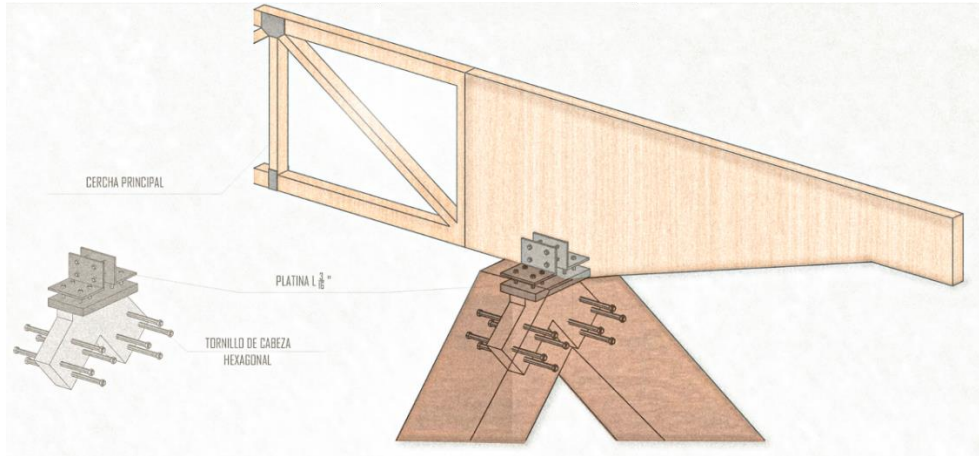 CERCHA PRINCIPAL
PLATINA L 3/16 "
TORNILLO DE CABEZA
HEXAGONAL